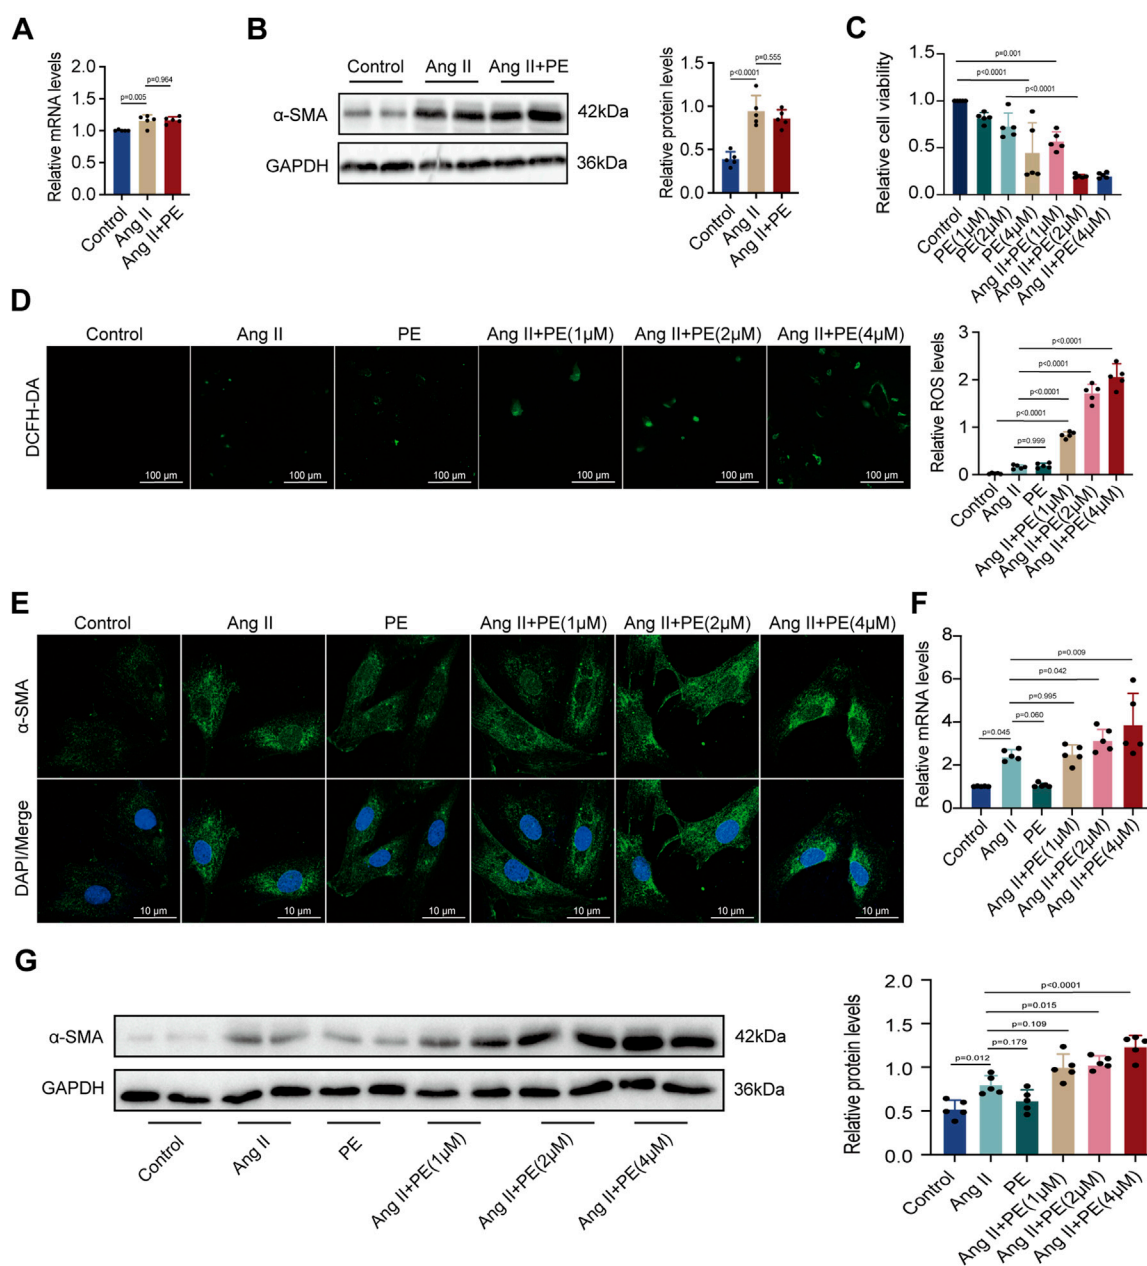 A
Relative mRNA levels
2.0
1.5
1.0
0.5
0.0
p=0.964
p=0.005
Control
Ang II
Ang II+PE
B
Control Ang II Ang II+PE
α-SMA 42kDa
GAPDH 36kDa
Relative protein levels
1.5
1.0
0.5
0.0
p=0.555
p<0.0001
Control
Ang II
Ang II+PE
C
Relative cell viability
1.5
1.0
0.5
0.0
p=0.001
p<0.0001
p<0.0001
Control
PE(1μM)
PE(2μM)
PE(4μM)
Ang II+PE(1μM)
Ang II+PE(2μM)
Ang II+PE(4μM)
D
Control Ang II PE Ang II+PE(1μM) Ang II+PE(2μM) Ang II+PE(4μM)
DCFH-DA
100 μm 100 μm 100 μm 100 μm 100 μm 100 μm
Relative ROS levels
3
2
1
0
p<0.0001
p<0.0001
p<0.0001
p<0.0001
p=0.999
Control
Ang II
PE
Ang II+PE(1μM)
Ang II+PE(2μM)
Ang II+PE(4μM)
E
Control Ang II PE Ang II+PE(1μM) Ang II+PE(2μM) Ang II+PE(4μM)
α-SMA
DAPI/Merge
10 μm 10 μm 10 μm 10 μm 10 μm 10 μm
F
Relative mRNA levels
8
6
4
2
0
p=0.009
p=0.042
p=0.995
p=0.060
p=0.045
Control
Ang II
PE
Ang II+PE(1μM)
Ang II+PE(2μM)
Ang II+PE(4μM)
G
α-SMA 42kDa
GAPDH 36kDa
Control
Ang II
PE
Ang II+PE(1μM)
Ang II+PE(2μM)
Ang II+PE(4μM)
Relative protein levels
2.0
1.5
1.0
0.5
0.0
p<0.0001
p=0.015
p=0.109
p=0.179
p=0.012
Control
Ang II
PE
Ang II+PE(1μM)
Ang II+PE(2μM)
Ang II+PE(4μM)